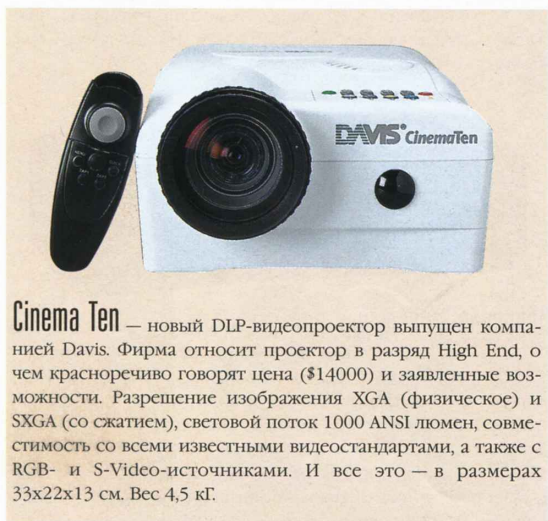 DAVIS® CinemaTen
Cinema Ten — новый DLP-видеопроектор выпущен компа-
нией Davis. Фирма относит проектор в разряд High End, о
чем красноречиво говорят цена ($14000) и заявленные воз-
можности. Разрешение изображения XGA (физическое) и
SXGA (со сжатием), световой поток 1000 ANSI люмен, совме-
стимость со всеми известными видеостандартами, а также с
RGB- и S-Video-источниками. И все это — в размерах
33х22х13 см. Вес 4,5 кГ.